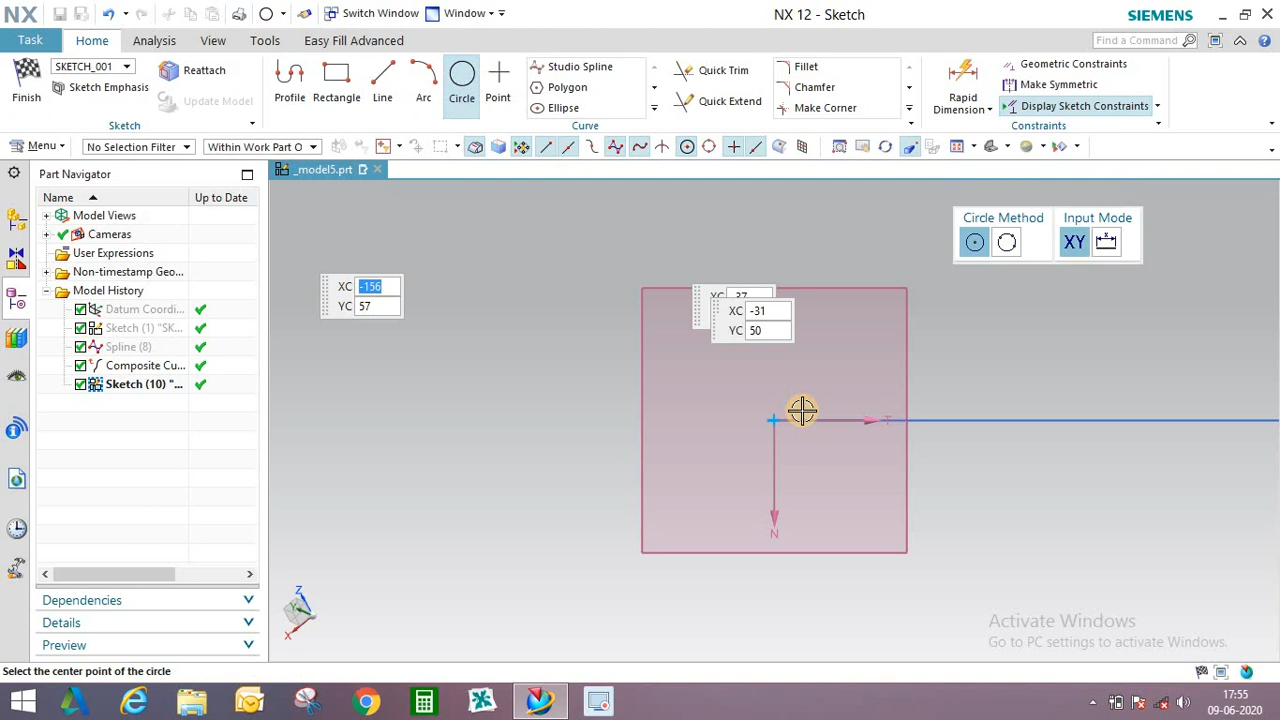 NX
Switch Window
Window
NX 12 - Sketch
SIEMENS
Task
Home
Analysis
View
Tools
Easy Fill Advanced
Find a Command
Finish
SKETCH_001
Sketch Emphasis
Reattach
Update Model
Sketch
Profile
Rectangle
Line
Arc
Circle
Point
Studio Spline
Polygon
Ellipse
Quick Trim
Quick Extend
Fillet
Chamfer
Make Corner
Curve
Rapid
Dimension
Geometric Constraints
Make Symmetric
Display Sketch Constraints
Constraints
Menu
No Selection Filter
Within Work Part O
Part Navigator
_model5.prt
Name
Up to Date
Model Views
Cameras
User Expressions
Non-timestamp Geo...
Model History
Datum Coordi...
Sketch (1) "SK...
Spline (8)
Composite Cu...
Sketch (10) "...
Dependencies
Details
Preview
Circle Method
Input Mode
XY
XC -156
YC 57
XC -37
XC -31
YC 50
T
N
Z
Y
X
Activate Windows
Go to PC settings to activate Windows.
Select the center point of the circle
17:55
09-06-2020